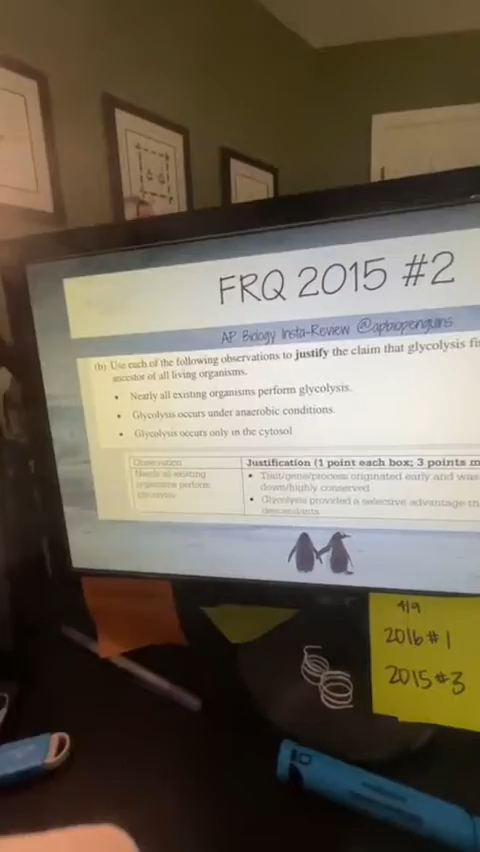 FRQ 2015 #2
AP Biology Insta-Review @apbiopenguins
(b) Use each of the following observations to justify the claim that glycolysis fi
ancestor of all living organisms.
• Nearly all existing organisms perform glycolysis.
• Glycolysis occurs under anaerobic conditions.
• Glycolysis occurs only in the cytosol
Observation
Justification (1 point each box; 3 points m
Nearly all existing
organisms perform
glycolysis
• Trait/gene/process originated early and was
down/highly conserved
• Glycolysis provided a selective advantage th
descendants
4/9
2016 #1
2015 #3